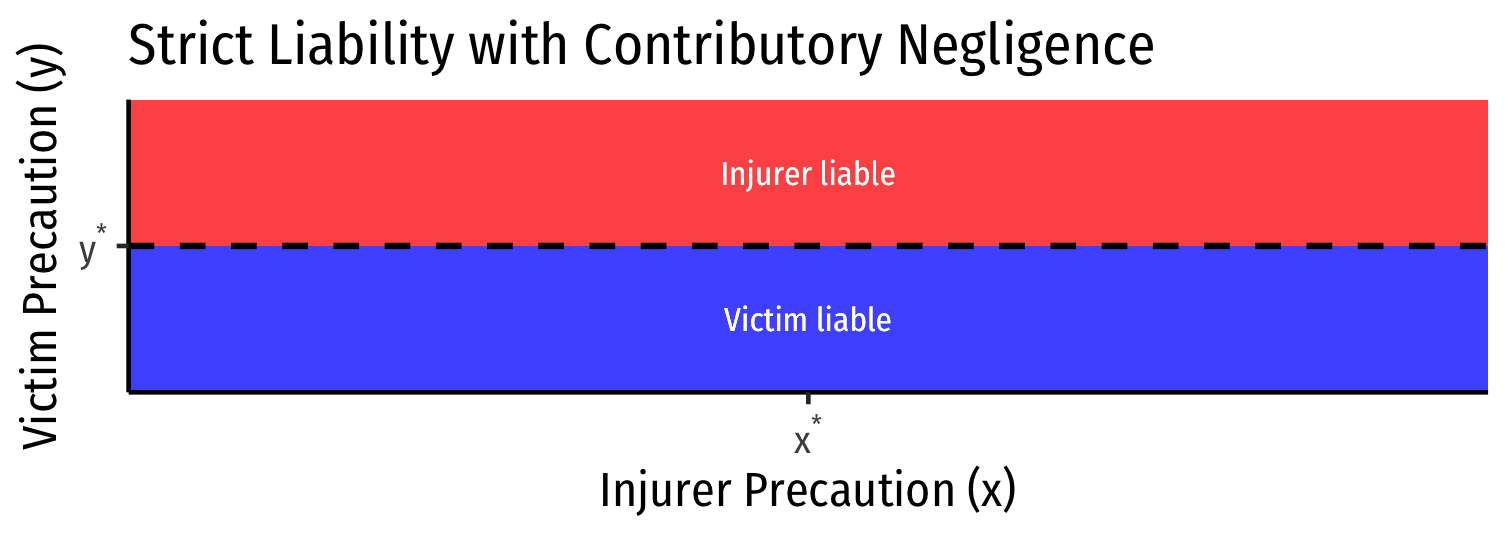 Strict Liability with Contributory Negligence
Victim Precaution (y)
Injurer liable
y*
Victim liable
x*
Injurer Precaution (x)